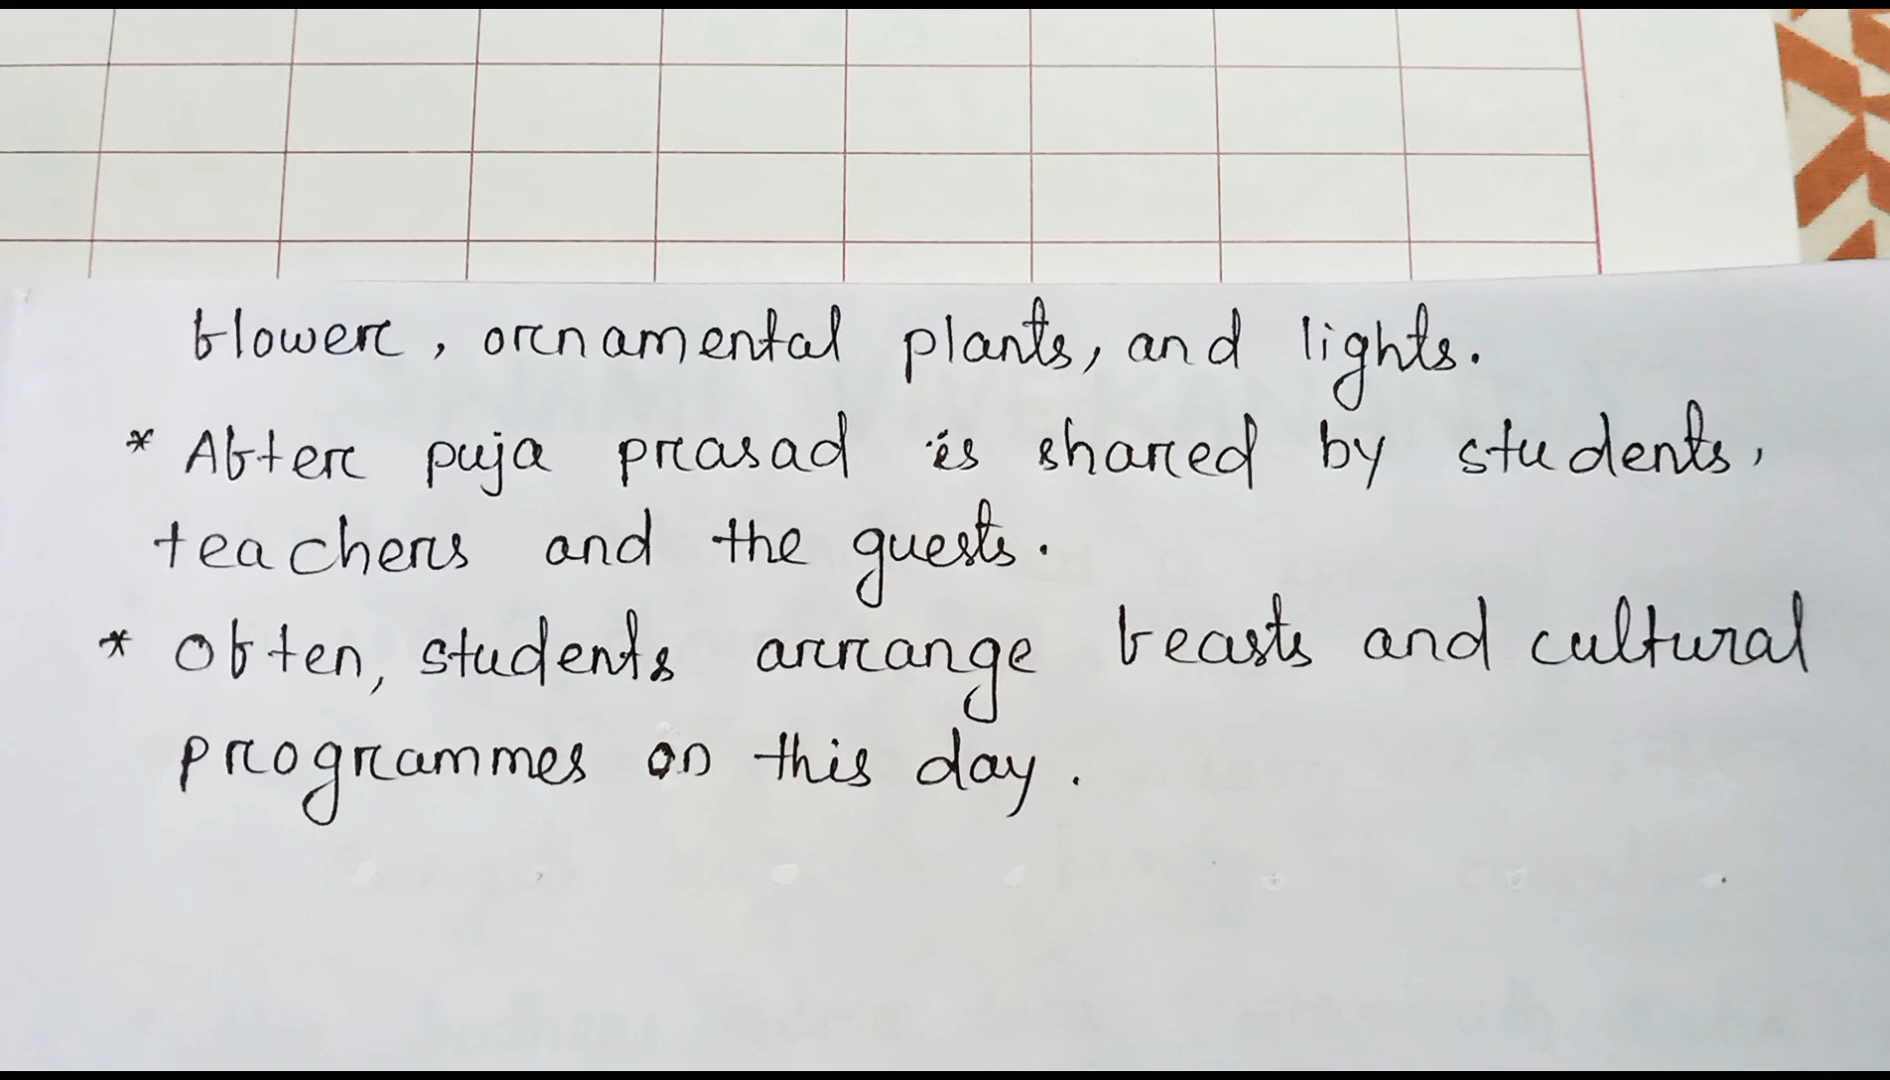 flower, ornamental plants, and lights.
* After puja prasad is shared by students,
teachers and the guests.
* Often, students arrange feasts and cultural
programmes on this day.